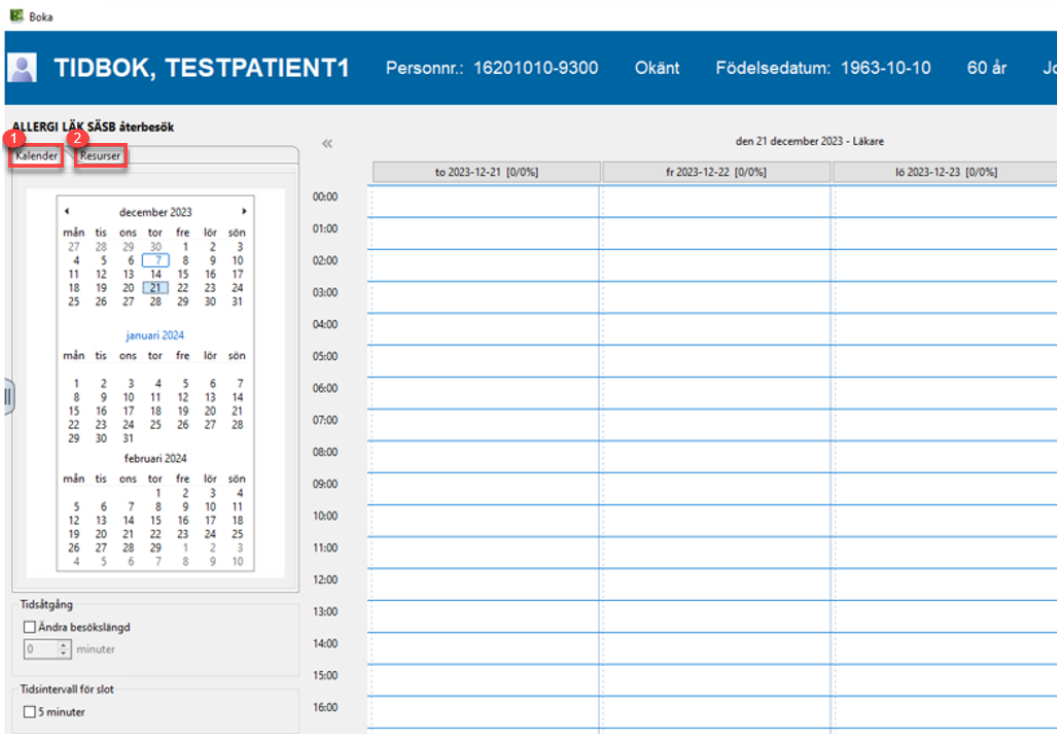 Boka
TIDBOK, TESTPATIENT1 Personnr.: 16201010-9300 Okänt Födelsedatum: 1963-10-10 60 år
ALLERGI LÄK SÄSB återbesök
1 2
Kalender Resurser
«
den 21 december 2023 - Läkare
to 2023-12-21 [0/0%] fr 2023-12-22 [0/0%] lö 2023-12-23 [0/0%]
december 2023
mån tis ons tor fre lör sön
27 28 29 30 1 2 3
4 5 6 7 8 9 10
11 12 13 14 15 16 17
18 19 20 21 22 23 24
25 26 27 28 29 30 31
januari 2024
mån tis ons tor fre lör sön
1 2 3 4 5 6 7
8 9 10 11 12 13 14
15 16 17 18 19 20 21
22 23 24 25 26 27 28
29 30 31
februari 2024
mån tis ons tor fre lör sön
1 2 3 4
5 6 7 8 9 10 11
12 13 14 15 16 17 18
19 20 21 22 23 24 25
26 27 28 29 1 2 3
4 5 6 7 8 9 10
Tidsåtgång
Ändra besökslängd
0 minuter
Tidsintervall för slot
5 minuter
00:00
01:00
02:00
03:00
04:00
05:00
06:00
07:00
08:00
09:00
10:00
11:00
12:00
13:00
14:00
15:00
16:00